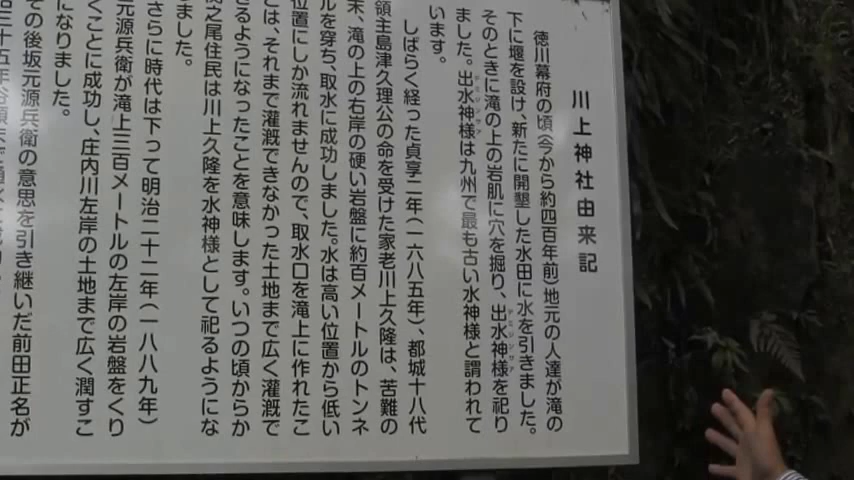 川上神社由来記
徳川幕府の頃(今から約四百年前)地元の人達が滝の
下に堰を設け、新たに開墾した水田に水を引きました。
そのときに滝の上の岩肌に穴を掘り、出水神様を祀り
ました。出水神様は九州で最も古い水神様と謂われて
います。
しばらく経った貞享二年(一六八五年)、都城十八代
領主島津久理公の命を受けた家老川上久隆は、苦難の
末、滝の上の右岸の硬い岩盤に約百メートルのトンネ
ルを穿ち、取水に成功しました。水は高い位置から低い
位置にしか流れませんので、取水口を滝上に作れたこ
とは、それまで灌漑できなかった土地まで広く灌漑で
きるようになったことを意味します。いつの頃からか
之尾住民は川上久隆を水神様として祀るようにな
ました。
さらに時代は下って明治二十二年(一八八九年)
元源兵衛が滝上三百メートルの左岸の岩盤をくり
くことに成功し、庄内川左岸の土地まで広く潤すこ
になりました。
その後坂元源兵衛の意思を引き継いだ前田正名が